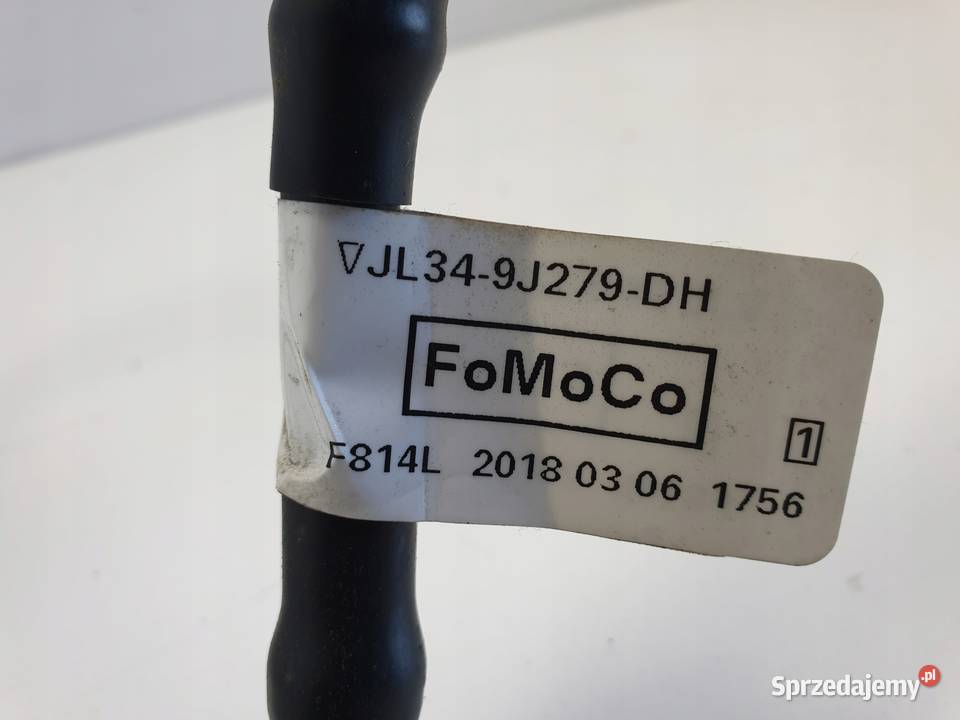 ∇JL34-9J279-DH
FoMoCo
1
F814L 2018 03 06 1756
Sprzedajemy.pl